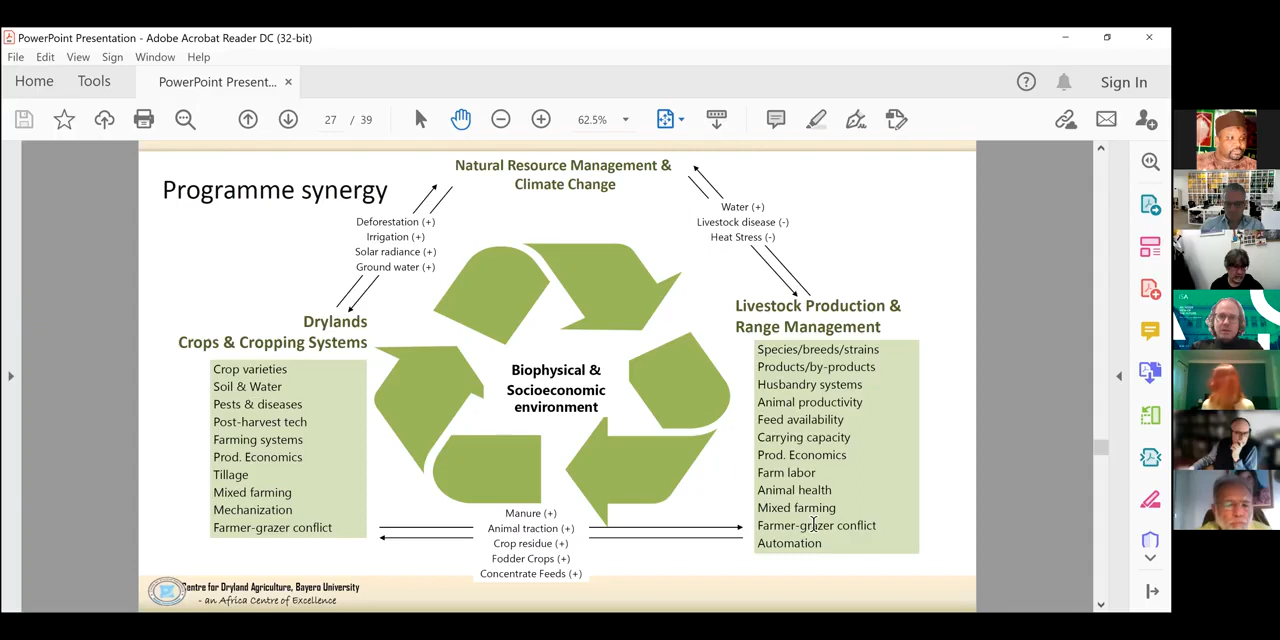 PowerPoint Presentation - Adobe Acrobat Reader DC (32-bit)
File Edit View Sign Window Help
Home Tools PowerPoint Present... × Sign In
27 / 39 62.5%
Programme synergy
Natural Resource Management &
Climate Change
Deforestation (+)
Irrigation (+)
Solar radiance (+)
Ground water (+)
Water (+)
Livestock disease (-)
Heat Stress (-)
Drylands
Crops & Cropping Systems
Crop varieties
Soil & Water
Pests & diseases
Post-harvest tech
Farming systems
Prod. Economics
Tillage
Mixed farming
Mechanization
Farmer-grazer conflict
Biophysical &
Socioeconomic
environment
Livestock Production &
Range Management
Species/breeds/strains
Products/by-products
Husbandry systems
Animal productivity
Feed availability
Carrying capacity
Prod. Economics
Farm labor
Animal health
Mixed farming
Farmer-grazer conflict
Automation
Manure (+)
Animal traction (+)
Crop residue (+)
Fodder Crops (+)
Concentrate Feeds (+)
Centre for Dryland Agriculture, Bayero University
- an Africa Centre of Excellence